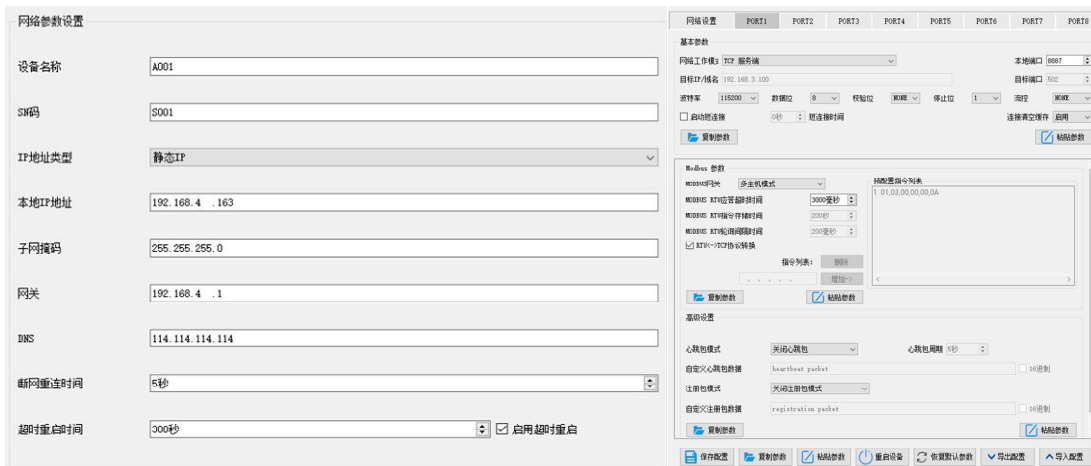 网络参数设置
设备名称 A001
SN码 S001
IP地址类型 静态IP
本地IP地址 192.168.4 .163
子网掩码 255.255.255.0
网关 192.168.4 .1
DNS 114.114.114.114
断网重连时间 5秒
超时重启时间 300秒 启用超时重启
网络设置 PORT1 PORT2 PORT3 PORT4 PORT5 PORT6 PORT7 PORT8
基本参数
网络工作模 TCP 服务端 本地端口 8887
目标IP/域名 192.168.3.100 目标端口 502
波特率 115200 数据位 8 校验位 NONE 停止位 1 流控 NONE
启动短连接 0秒 短连接时间 连接清空缓存 启用
复制参数 粘贴参数
Modbus 参数
MODBUS网关 多主机模式 待配置指令列表
MODBUS RTU应答超时时间 3000毫秒 1 01,03,00,00,00,0A
MODBUS RTU指令存储时间 200秒
MODBUS RTU轮询间隔时间 200毫秒
RTU<->TCP协议转换
指令列表: 删除
增加->
复制参数 粘贴参数
高级设置
心跳包模式 关闭心跳包 心跳包周期 5秒
自定义心跳包数据 heartbeat packet 16进制
注册包模式 关闭注册包模式
自定义注册包数据 registration packet 16进制
复制参数 粘贴参数
保存配置 复制参数 粘贴参数 重启设备 恢复默认参数 导出配置 导入配置